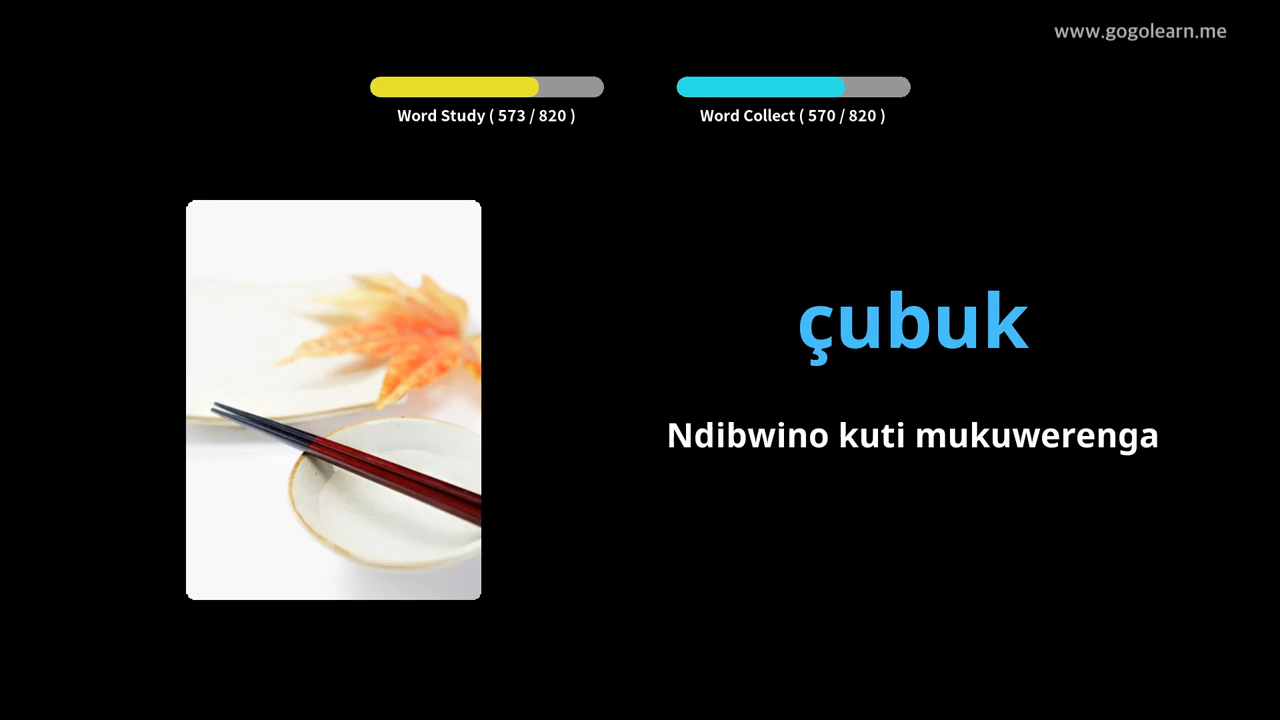 www.gogolearn.me
Word Study ( 573 / 820 )
Word Collect ( 570 / 820 )
çubuk
Ndibwino kuti mukuwerenga